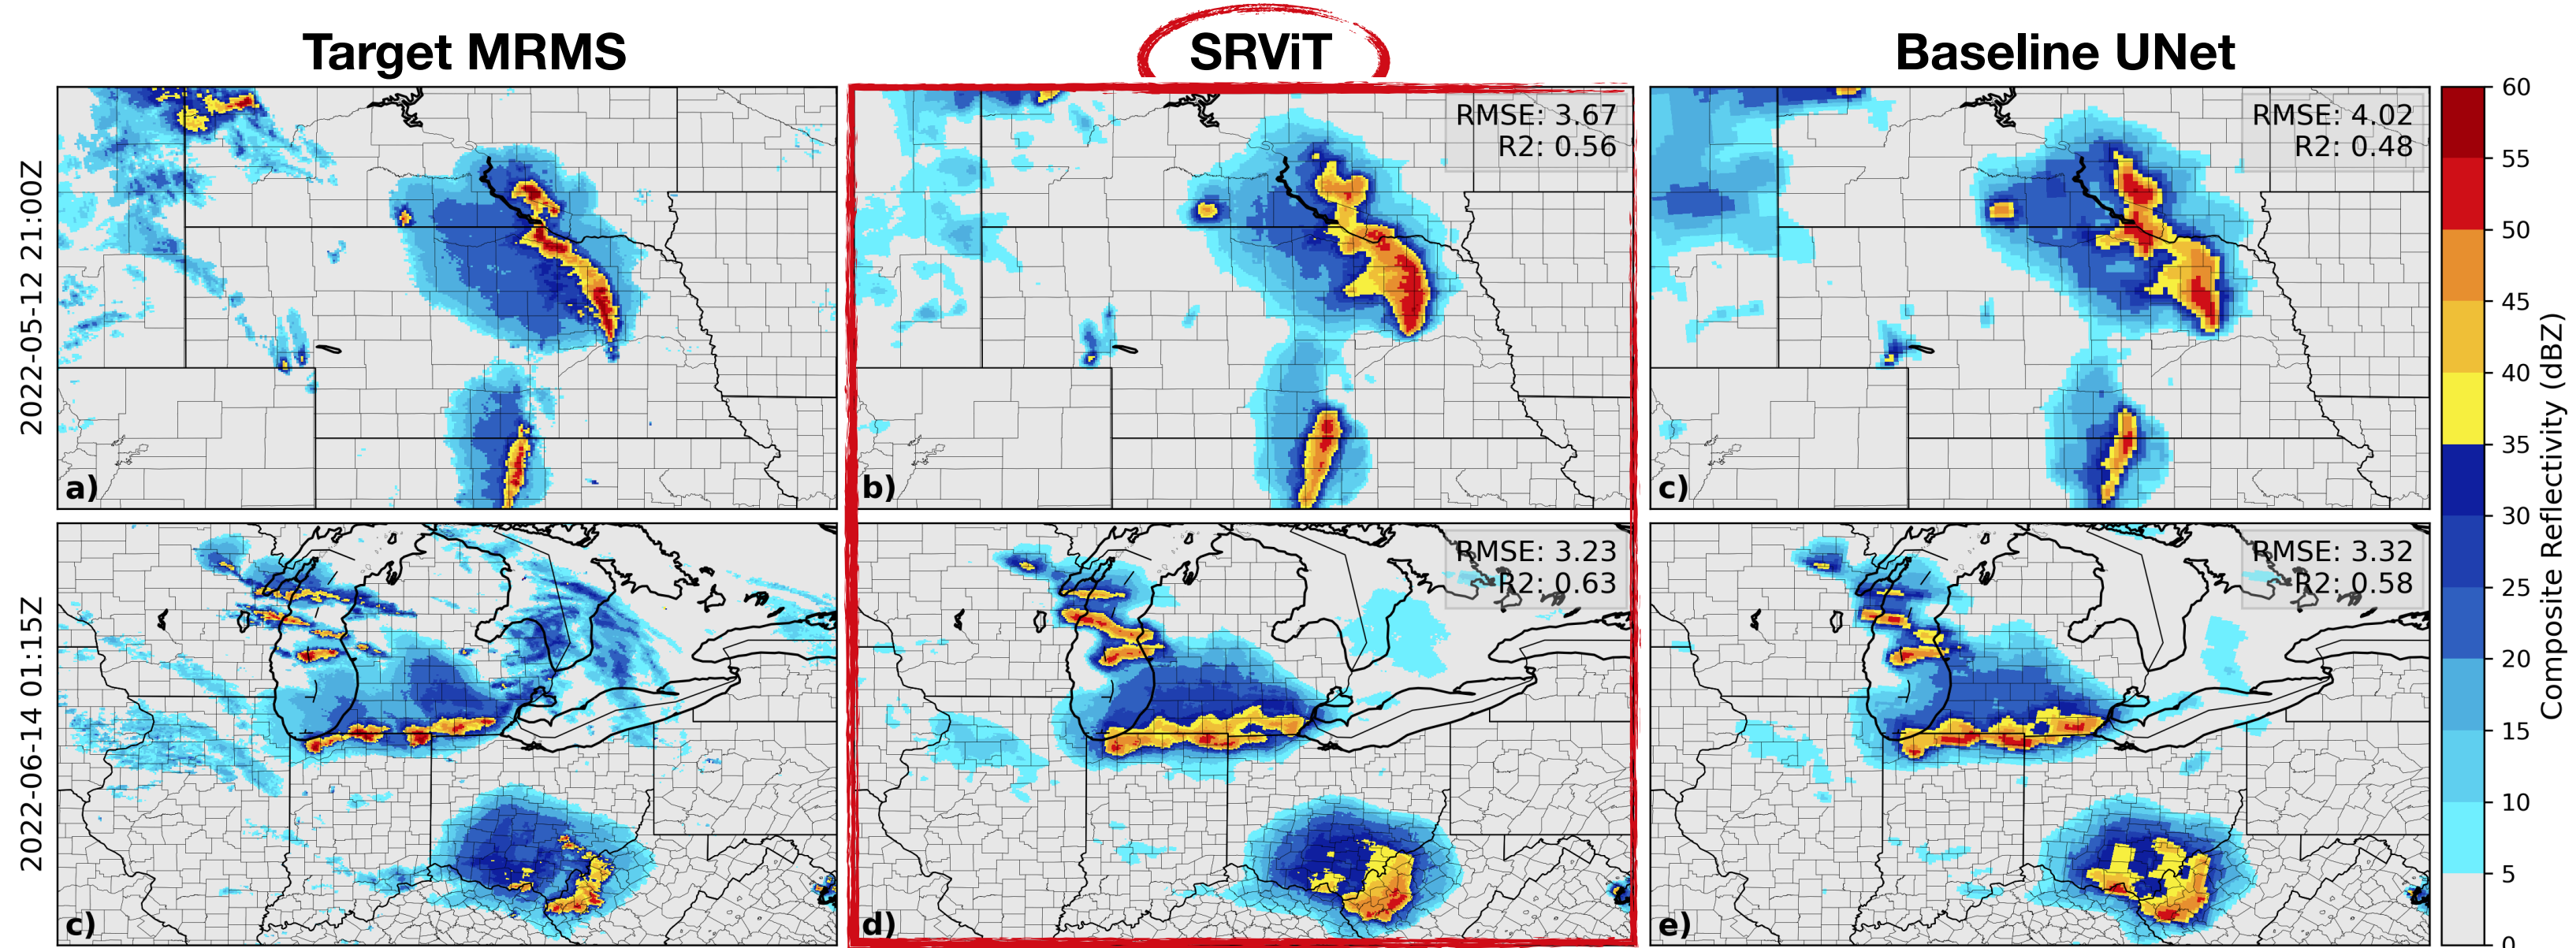 Target MRMS
SRViT
Baseline UNet
2022-05-12 21:00Z
a)
RMSE: 3.67
R2: 0.56
b)
RMSE: 4.02
R2: 0.48
c)
2022-06-14 01:15Z
c)
RMSE: 3.23
R2: 0.63
d)
RMSE: 3.32
R2: 0.58
e)
60
55
50
45
40
35
30
25
20
15
10
5
0
Composite Reflectivity (dBZ)